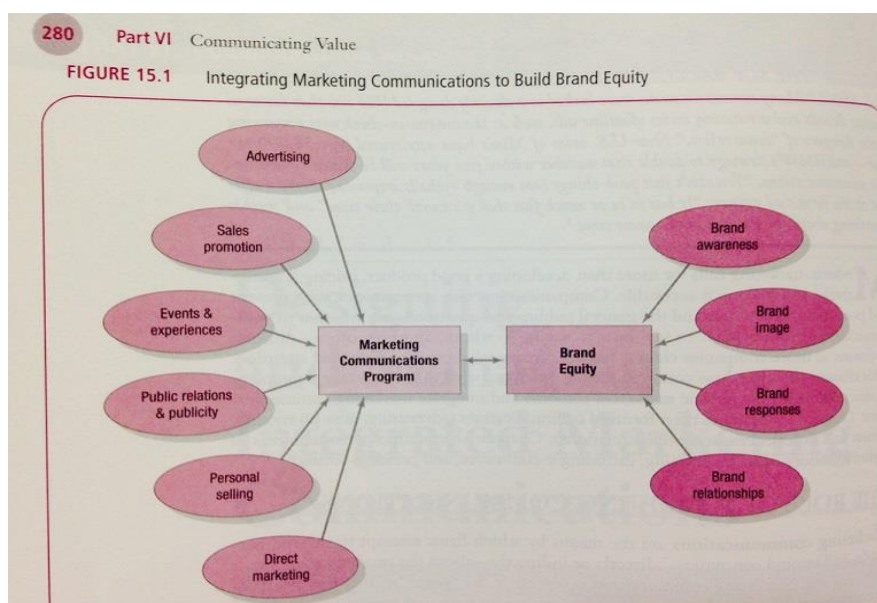 280 Part VI Communicating Value
FIGURE 15.1 Integrating Marketing Communications to Build Brand Equity
Advertising
Sales
promotion
Events &
experiences
Public relations
& publicity
Personal
selling
Direct
marketing
Marketing
Communications
Program
Brand
Equity
Brand
awareness
Brand
image
Brand
responses
Brand
relationships